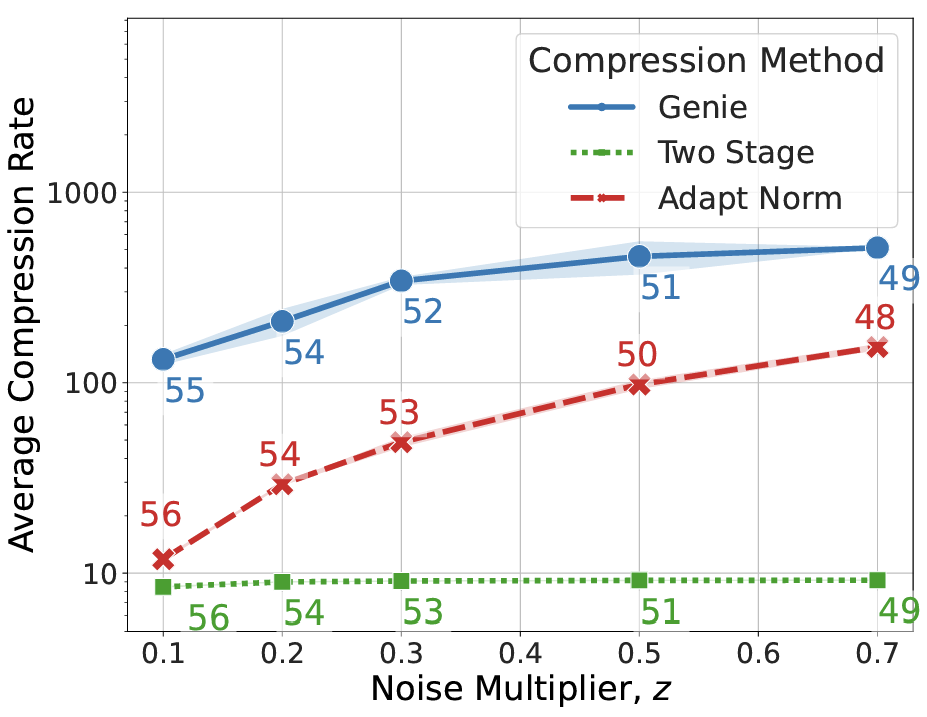 Compression Method
Genie
Two Stage
Adapt Norm
Average Compression Rate
1000
100
10
55
54
52
51
49
56
54
53
50
48
56
54
53
51
49
0.1 0.2 0.3 0.4 0.5 0.6 0.7
Noise Multiplier, z